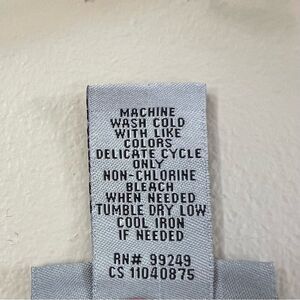 MACHINE
WASH COLD
WITH LIKE
COLORS
DELICATE CYCLE
ONLY
NON-CHLORINE
BLEACH
WHEN NEEDED
TUMBLE DRY LOW
COOL IRON
IF NEEDED
RN# 99249
CS 11040875